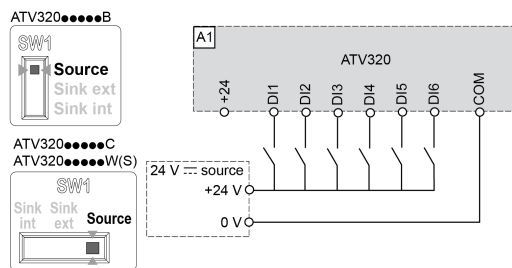 ATV320●●●●●B
SW1
Source
Sink ext
Sink int
ATV320●●●●●C
ATV320●●●●●W(S)
SW1
Sink int
Sink ext
Source
A1
ATV320
+24
DI1
DI2
DI3
DI4
DI5
DI6
COM
24 V ⎓ source
+24 V
0 V